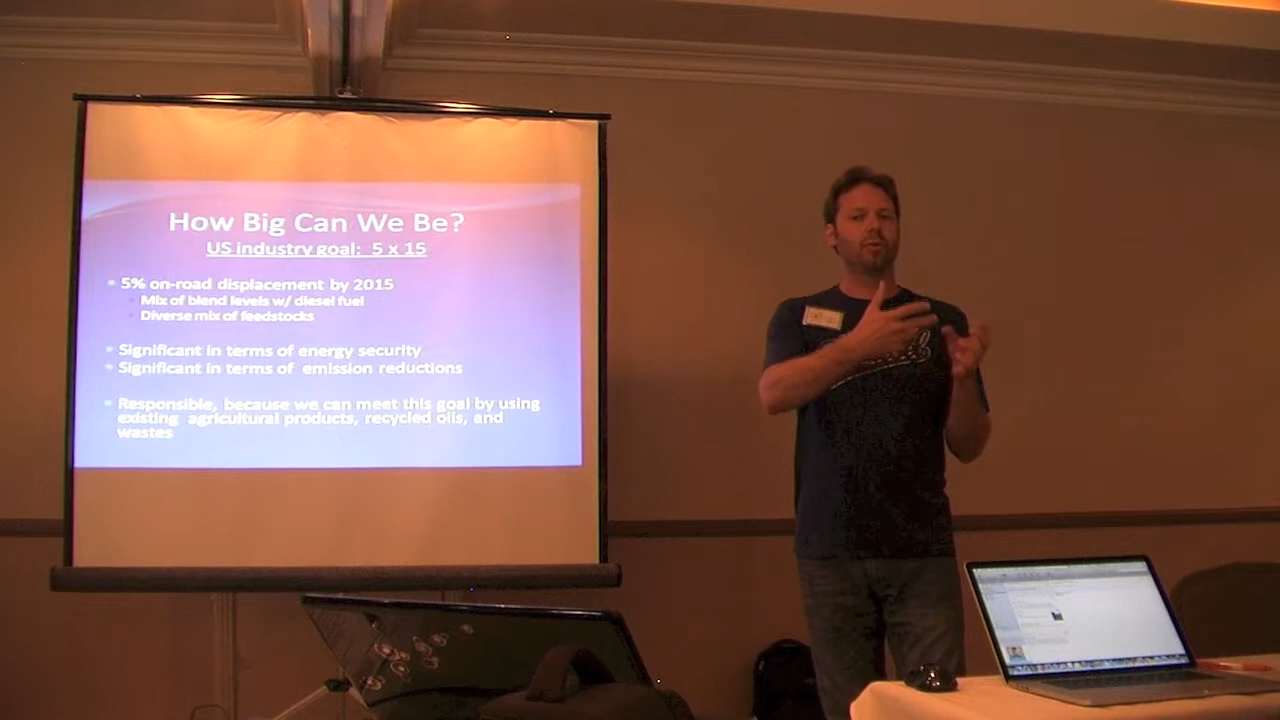 How Big Can We Be?
US industry goal: 5 x 15
5% on-road displacement by 2015
Mix of blend levels w/ diesel fuel
Diverse mix of feedstocks
Significant in terms of energy security
Significant in terms of emission reductions
Responsible, because we can meet this goal by using
existing agricultural products, recycled oils, and
wastes